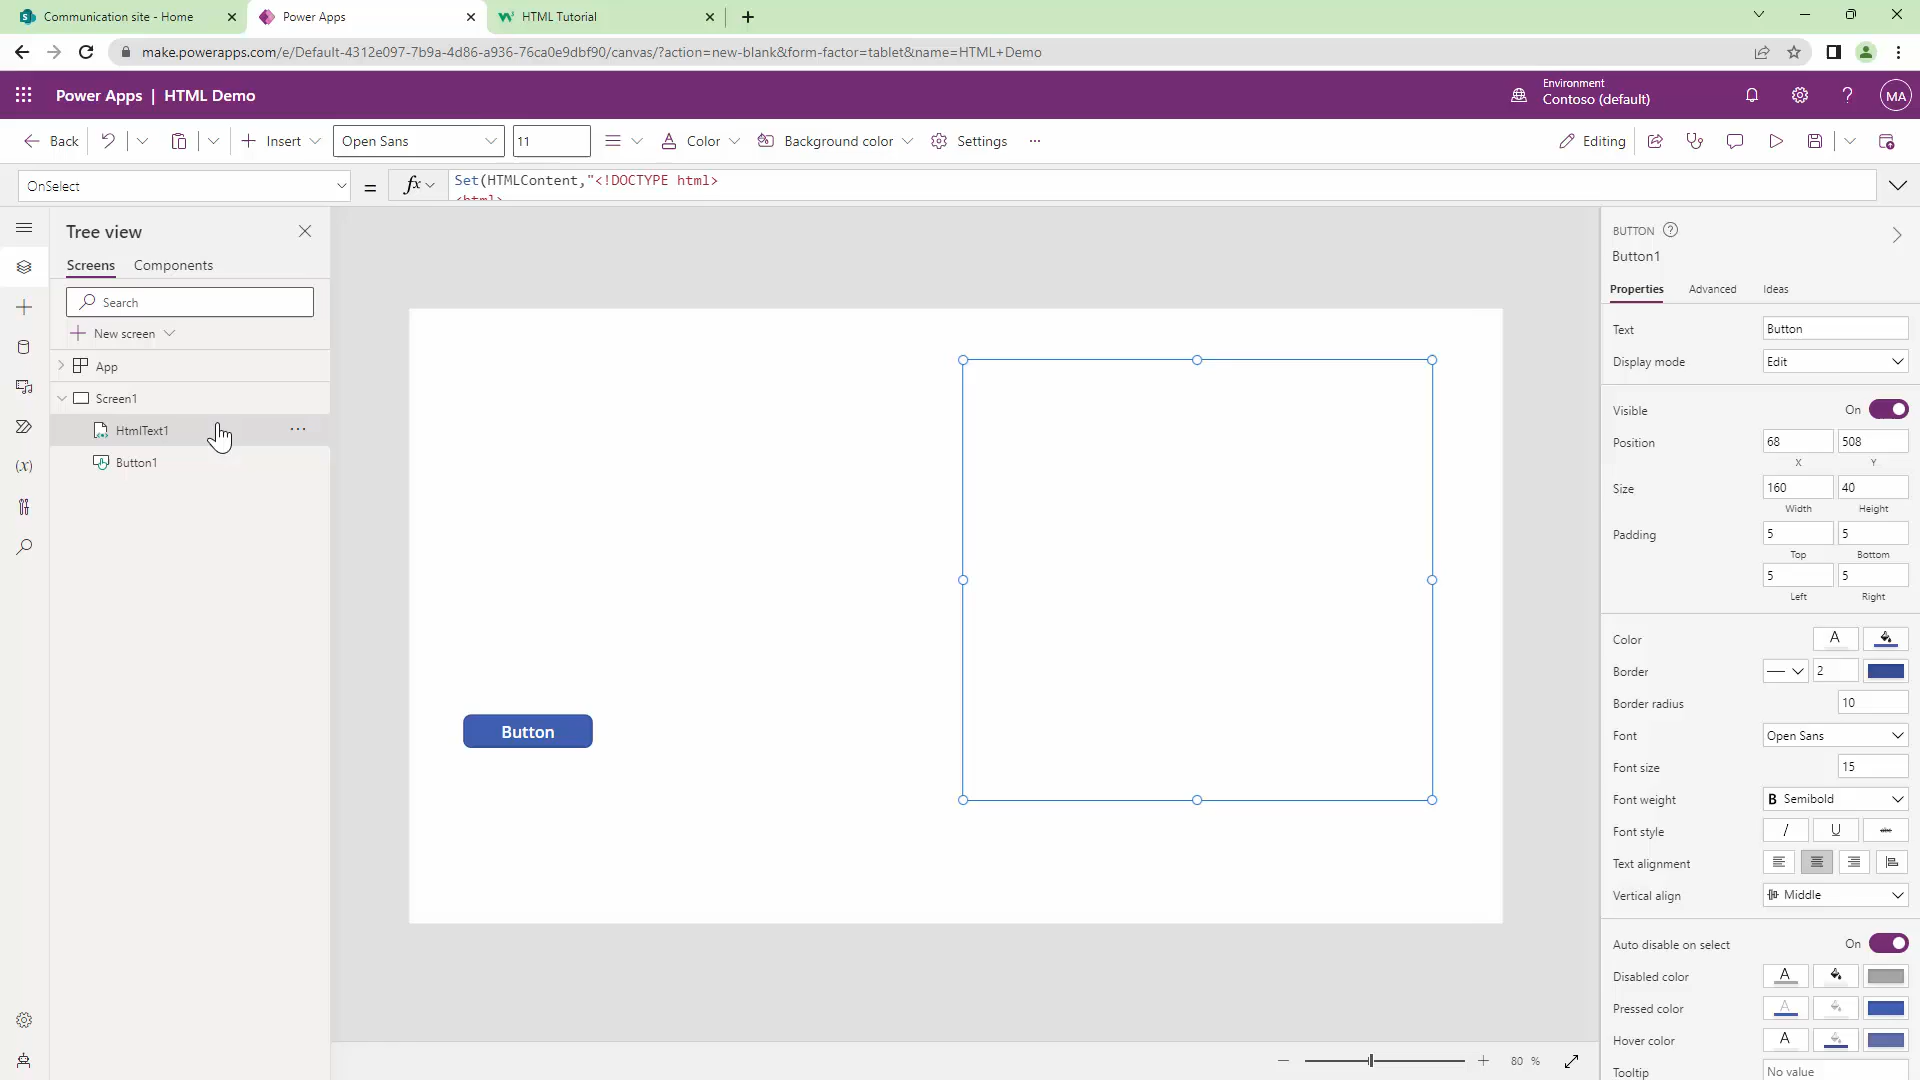 Communication site - Home
Power Apps
HTML Tutorial
make.powerapps.com/e/Default-4312e097-7b9a-4d86-a936-76ca0e9dbf90/canvas/?action=new-blank&form-factor=tablet&name=HTML+Demo
Power Apps | HTML Demo
Environment
Contoso (default)
MA
Back
Insert
Open Sans
11
Color
Background color
Settings
Editing
OnSelect
=
fx
Set(HTMLContent,"<!DOCTYPE html>
<html>
Tree view
Screens
Components
Search
New screen
App
Screen1
HtmlText1
Button1
Button
BUTTON
Button1
Properties
Advanced
Ideas
Text
Button
Display mode
Edit
Visible
On
Position
68
508
X
Y
Size
160
40
Width
Height
Padding
5
5
Top
Bottom
5
5
Left
Right
Color
Border
2
Border radius
10
Font
Open Sans
Font size
15
Font weight
B Semibold
Font style
Text alignment
Vertical align
Middle
Auto disable on select
On
Disabled color
Pressed color
Hover color
Tooltip
No value
80 %